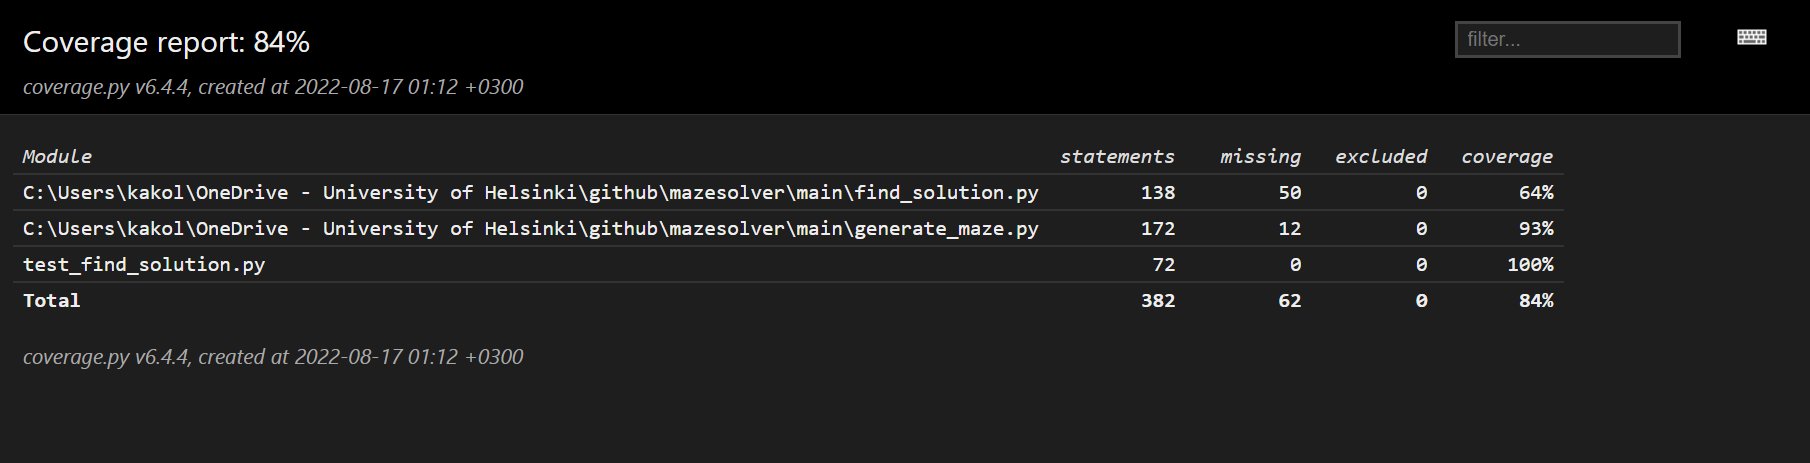 Coverage report: 84%
filter...
coverage.py v6.4.4, created at 2022-08-17 01:12 +0300
Module statements missing excluded coverage
C:\Users\kakol\OneDrive - University of Helsinki\github\mazesolver\main\find_solution.py 138 50 0 64%
C:\Users\kakol\OneDrive - University of Helsinki\github\mazesolver\main\generate_maze.py 172 12 0 93%
test_find_solution.py 72 0 0 100%
Total 382 62 0 84%
coverage.py v6.4.4, created at 2022-08-17 01:12 +0300